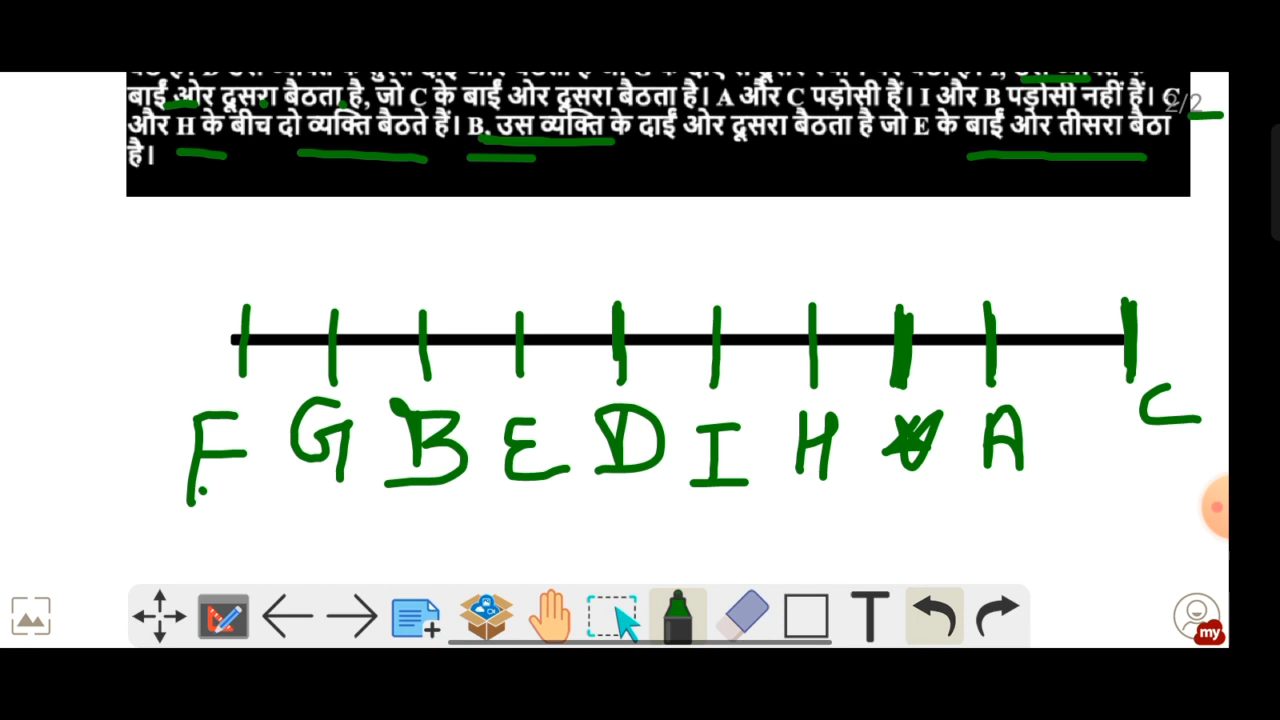 बाईं ओर दूसरा बैठता है, जो C के बाईं ओर दूसरा बैठता है। A और C पड़ोसी हैं। I और B पड़ोसी नहीं हैं। C
2/2
और H के बीच दो व्यक्ति बैठते हैं। B, उस व्यक्ति के दाईं ओर दूसरा बैठता है जो E के बाईं ओर तीसरा बैठा
है।
F G B E D I H A C
T
my